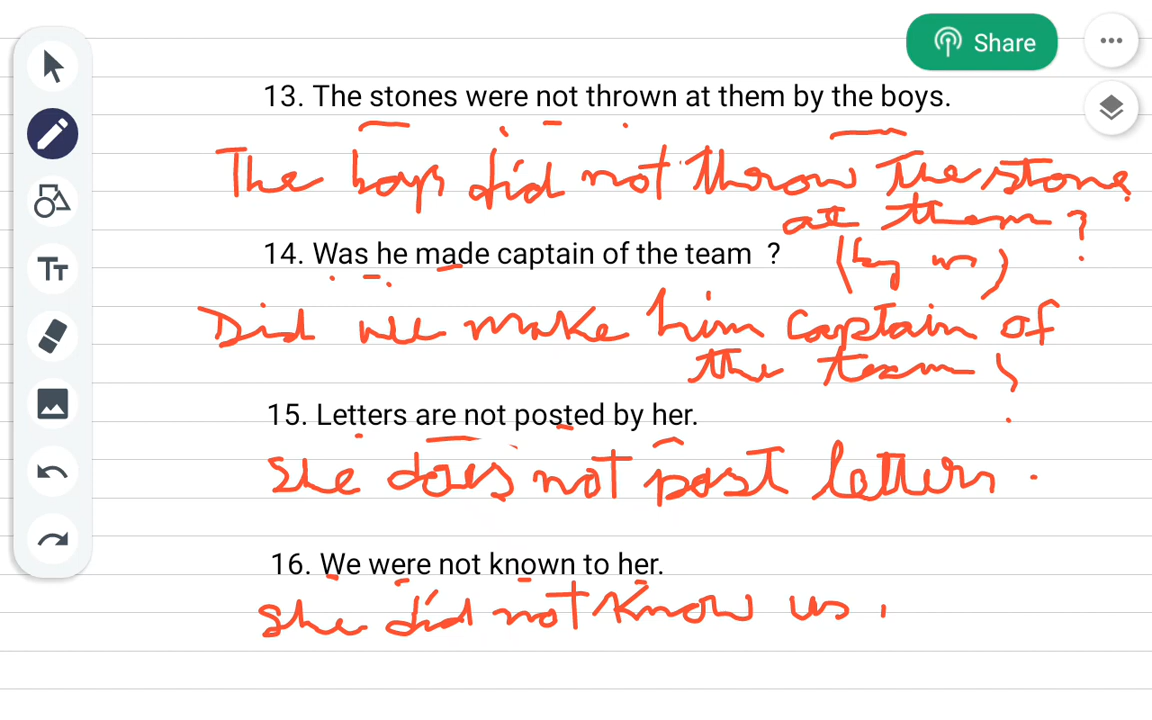 Share
13. The stones were not thrown at them by the boys.
The boys did not throw the stones
at them?
14. Was he made captain of the team ?
(by us)
Did we make him captain of
the team?
15. Letters are not posted by her.
She does not post letters.
16. We were not known to her.
She did not know us.
TT